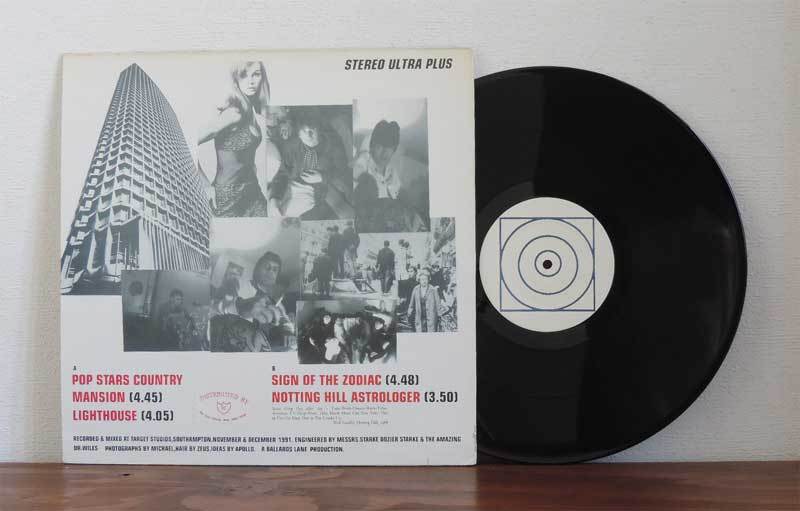 STEREO ULTRA PLUS
A
POP STARS COUNTRY
MANSION (4.45)
LIGHTHOUSE (4.05)
DISTRIBUTED BY
B
SIGN OF THE ZODIAC (4.48)
NOTTING HILL ASTROLOGER (3.50)
RECORDED & MIXED AT TARGET STUDIOS,SOUTHAMPTON,NOVEMBER & DECEMBER 1991. ENGINEERED BY MESSRS.STARKE DOZIER STARKE & THE AMAZING
DR.WILES PHOTOGRAPHS BY MICHAEL,HAIR BY ZEUS,IDEAS BY APOLLO. A BALLARDS LANE PRODUCTION.